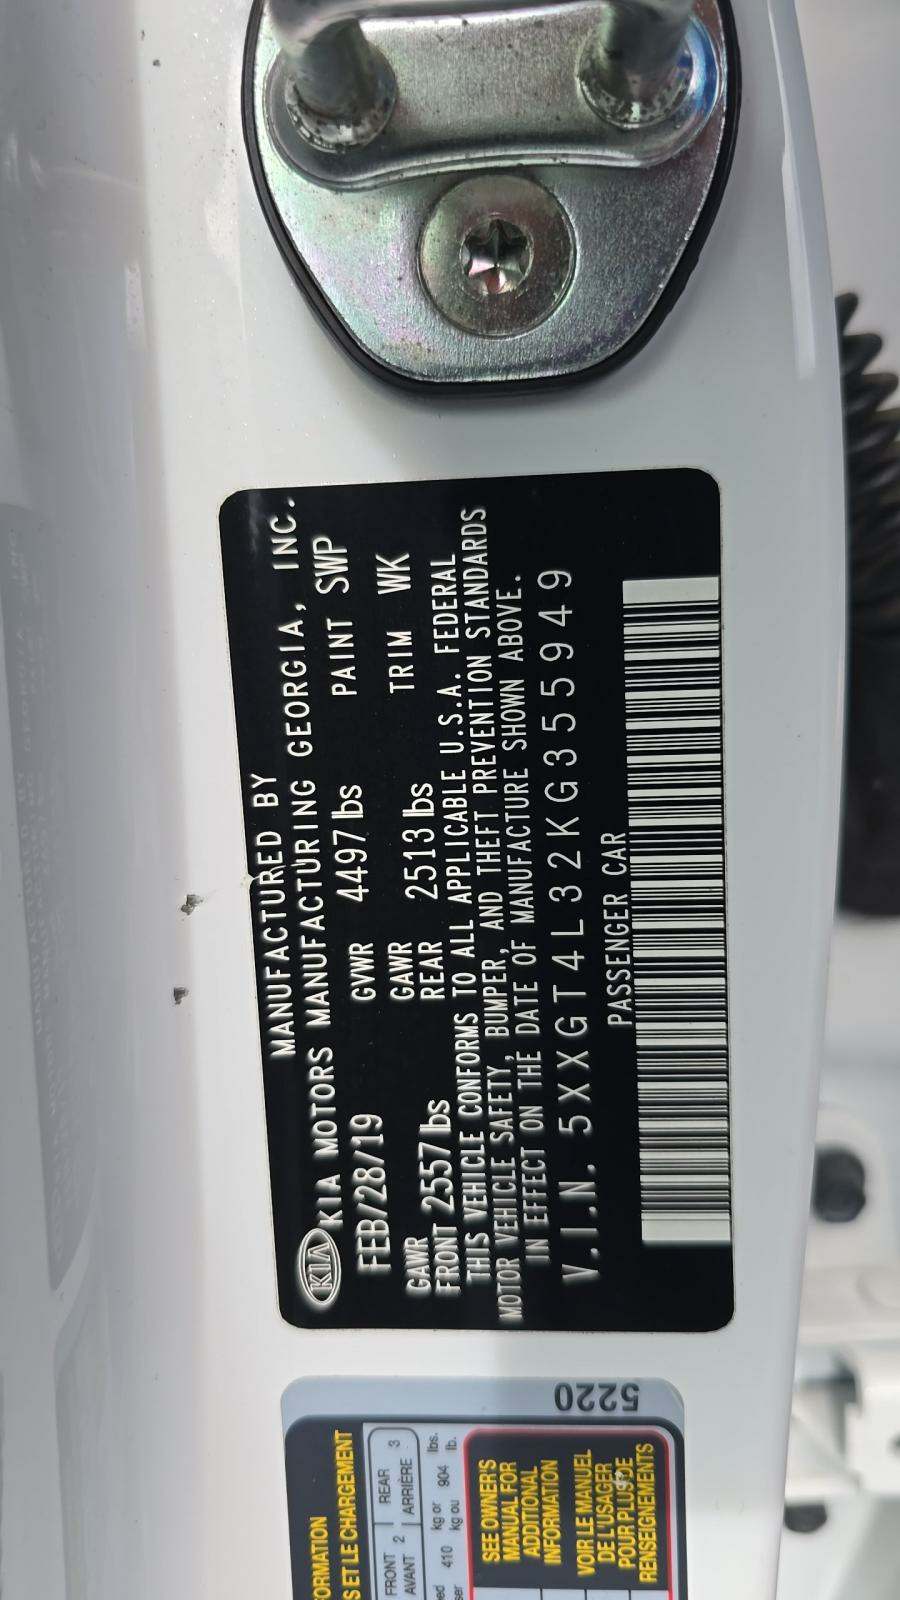 MANUFACTURED BY
KIA KIA MOTORS MANUFACTURING GEORGIA, INC.
FEB/28/19 GVWR 4497 lbs PAINT SWP
GAWR FRONT 2557 lbs GAWR REAR 2513 lbs TRIM WK
THIS VEHICLE CONFORMS TO ALL APPLICABLE U.S.A. FEDERAL
MOTOR VEHICLE SAFETY, BUMPER, AND THEFT PREVENTION STANDARDS
IN EFFECT ON THE DATE OF MANUFACTURE SHOWN ABOVE.
V.I.N. 5XXGT4L32KG355949
PASSENGER CAR
5220
ET LE CHARGEMENT
FRONT 2 REAR 3
AVANT ARRIÈRE
410 kg or 904 lbs.
kg ou lb.
SEE OWNER'S
MANUAL FOR
ADDITIONAL
INFORMATION
VOIR LE MANUEL
DE L'USAGER
POUR PLUS DE
RENSEIGNEMENTS